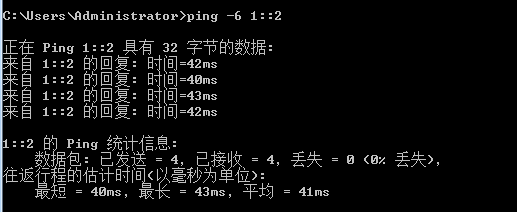 C:\Users\Administrator>ping -6 1::2
正在 Ping 1::2 具有 32 字节的数据:
来自 1::2 的回复: 时间=42ms
来自 1::2 的回复: 时间=40ms
来自 1::2 的回复: 时间=43ms
来自 1::2 的回复: 时间=42ms
1::2 的 Ping 统计信息:
数据包: 已发送 = 4, 已接收 = 4, 丢失 = 0 (0% 丢失),
往返行程的估计时间(以毫秒为单位):
最短 = 40ms, 最长 = 43ms, 平均 = 41ms